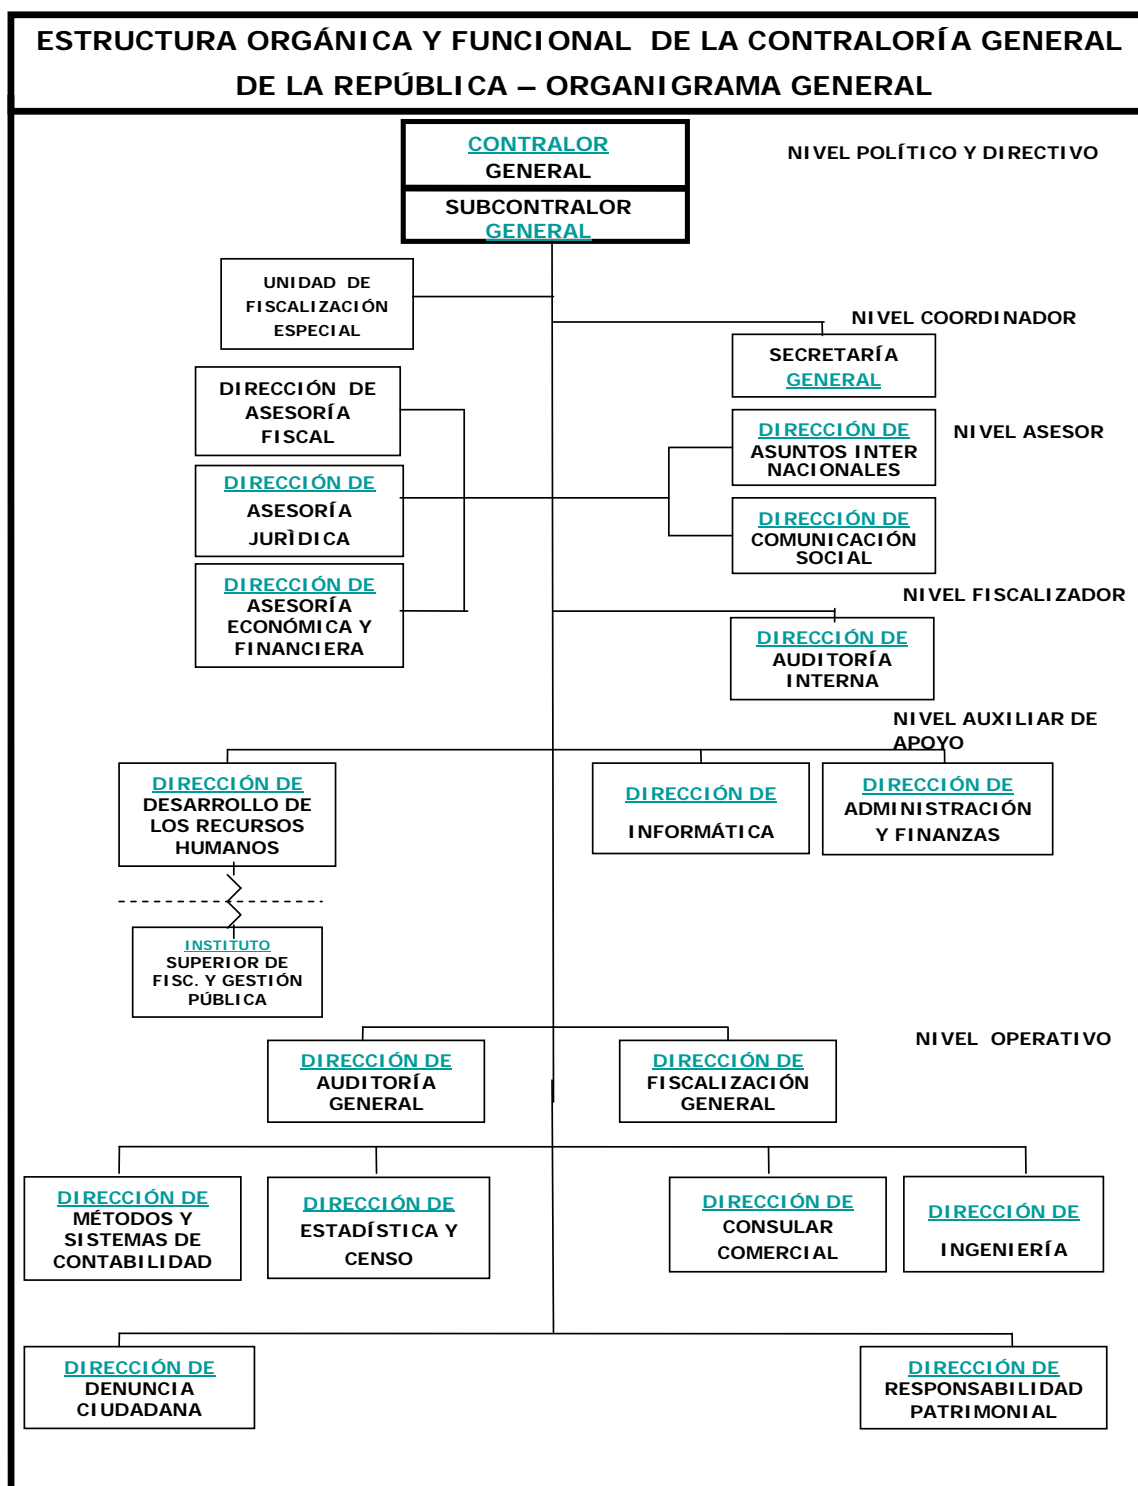 ESTRUCTURA ORGÁNICA Y FUNCIONAL DE LA CONTRALORÍA GENERAL
DE LA REPÚBLICA – ORGANIGRAMA GENERAL
CONTRALOR
GENERAL
NIVEL POLÍTICO Y DIRECTIVO
SUBCONTRALOR
GENERAL
UNIDAD DE
FISCALIZACIÓN
ESPECIAL
NIVEL COORDINADOR
SECRETARÍA
GENERAL
DIRECCIÓN DE
ASESORÍA
FISCAL
DIRECCIÓN DE
ASUNTOS INTER
NACIONALES
NIVEL ASESOR
DIRECCIÓN DE
ASESORÍA
JURÌDICA
DIRECCIÓN DE
COMUNICACIÓN
SOCIAL
DIRECCIÓN DE
ASESORÍA
ECONÓMICA Y
FINANCIERA
NIVEL FISCALIZADOR
DIRECCIÓN DE
AUDITORÍA
INTERNA
NIVEL AUXILIAR DE
APOYO
DIRECCIÓN DE
DESARROLLO DE
LOS RECURSOS
HUMANOS
DIRECCIÓN DE
INFORMÁTICA
DIRECCIÓN DE
ADMINISTRACIÓN
Y FINANZAS
INSTITUTO
SUPERIOR DE
FISC. Y GESTIÓN
PÚBLICA
NIVEL OPERATIVO
DIRECCIÓN DE
AUDITORÍA
GENERAL
DIRECCIÓN DE
FISCALIZACIÓN
GENERAL
DIRECCIÓN DE
MÉTODOS Y
SISTEMAS DE
CONTABILIDAD
DIRECCIÓN DE
ESTADÍSTICA Y
CENSO
DIRECCIÓN DE
CONSULAR
COMERCIAL
DIRECCIÓN DE
INGENIERÍA
DIRECCIÓN DE
DENUNCIA
CIUDADANA
DIRECCIÓN DE
RESPONSABILIDAD
PATRIMONIAL